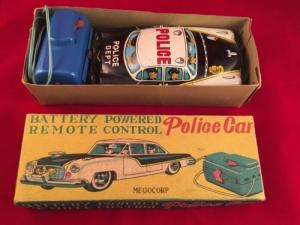 POLICE
DEPT
POLICE
BATTERY POWERED
REMOTE CONTROL
Police Car
MEGOCORP